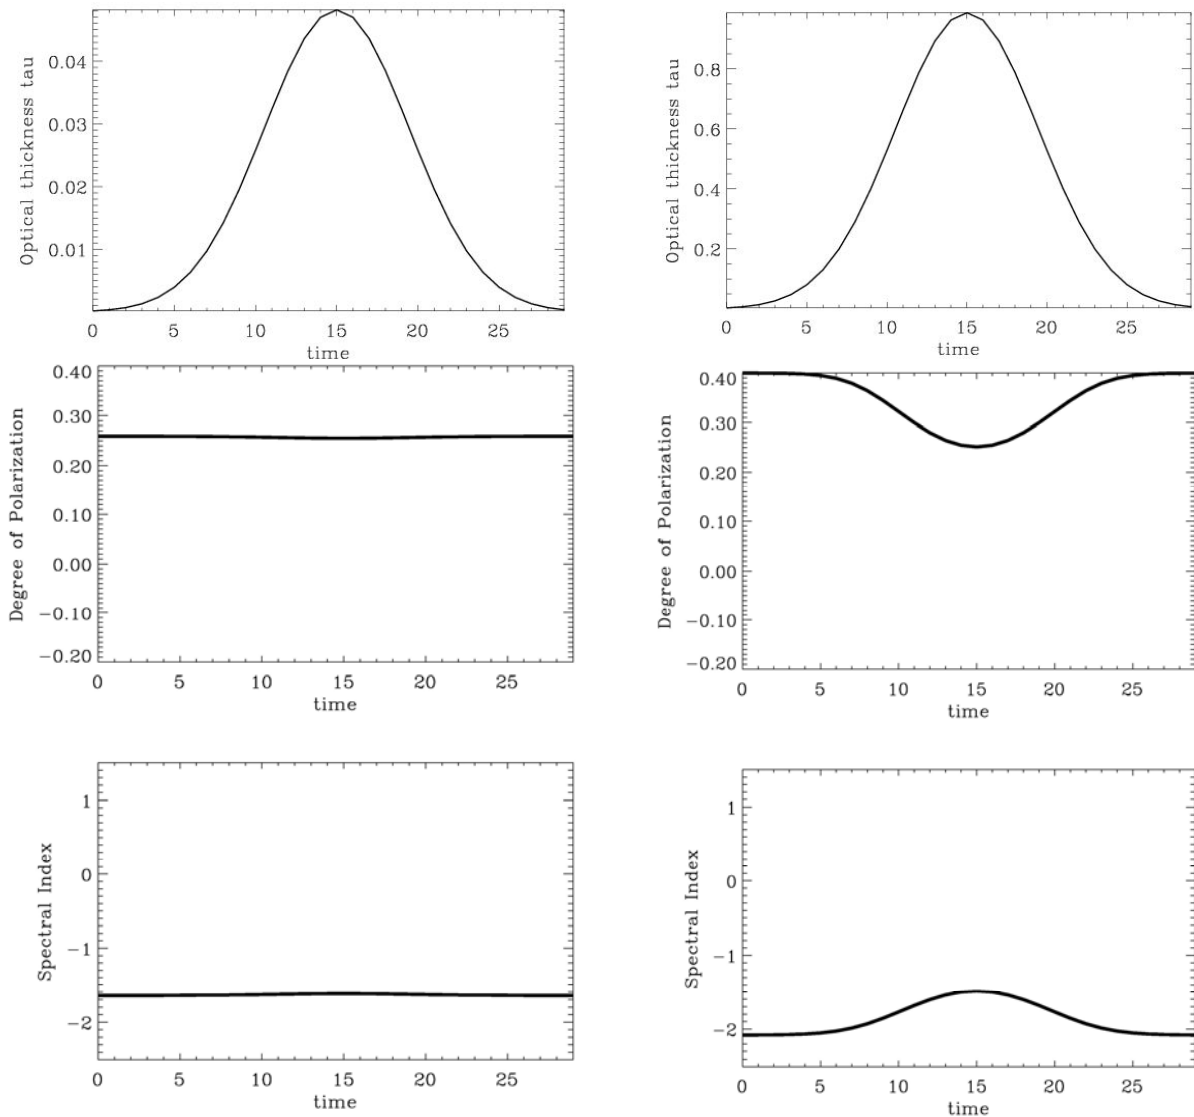 Optical thickness tau
0.04
0.03
0.02
0.01
0 5 10 15 20 25
time
Optical thickness tau
0.8
0.6
0.4
0.2
0 5 10 15 20 25
time
Degree of Polarization
0.40
0.30
0.20
0.10
0.00
−0.10
−0.20
0 5 10 15 20 25
time
Degree of Polarization
0.40
0.30
0.20
0.10
0.00
−0.10
−0.20
0 5 10 15 20 25
time
Spectral Index
1
0
−1
−2
0 5 10 15 20 25
time
Spectral Index
1
0
−1
−2
0 5 10 15 20 25
time